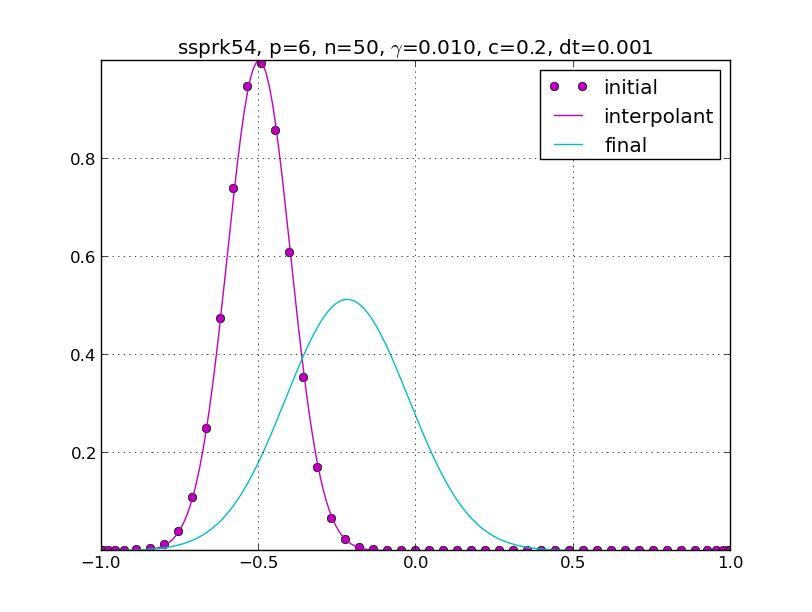 ssprk54, p=6, n=50, γ=0.010, c=0.2, dt=0.001
initial
interpolant
final
0.8
0.6
0.4
0.2
−1.0 −0.5 0.0 0.5 1.0